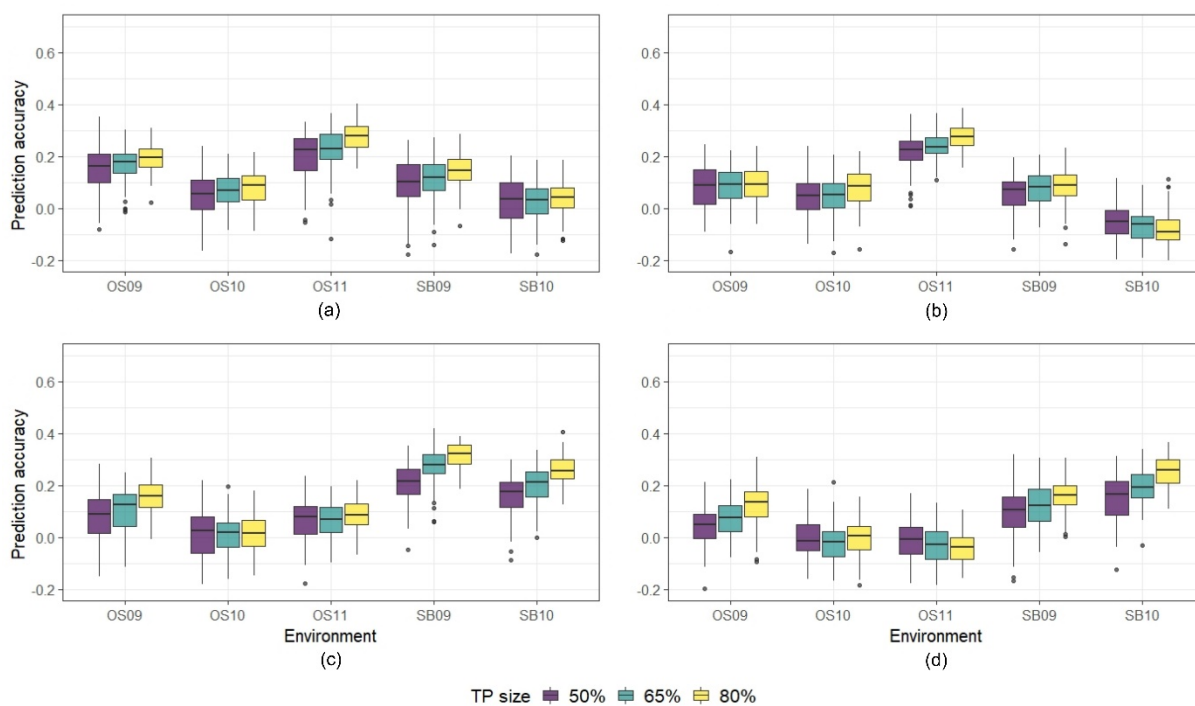 Prediction accuracy
0.6
0.4
0.2
0.0
-0.2
OS09 OS10 OS11 SB09 SB10
(a)
0.6
0.4
0.2
0.0
-0.2
OS09 OS10 OS11 SB09 SB10
(b)
Prediction accuracy
0.6
0.4
0.2
0.0
-0.2
OS09 OS10 OS11 SB09 SB10
Environment
(c)
0.6
0.4
0.2
0.0
-0.2
OS09 OS10 OS11 SB09 SB10
Environment
(d)
TP size 50% 65% 80%